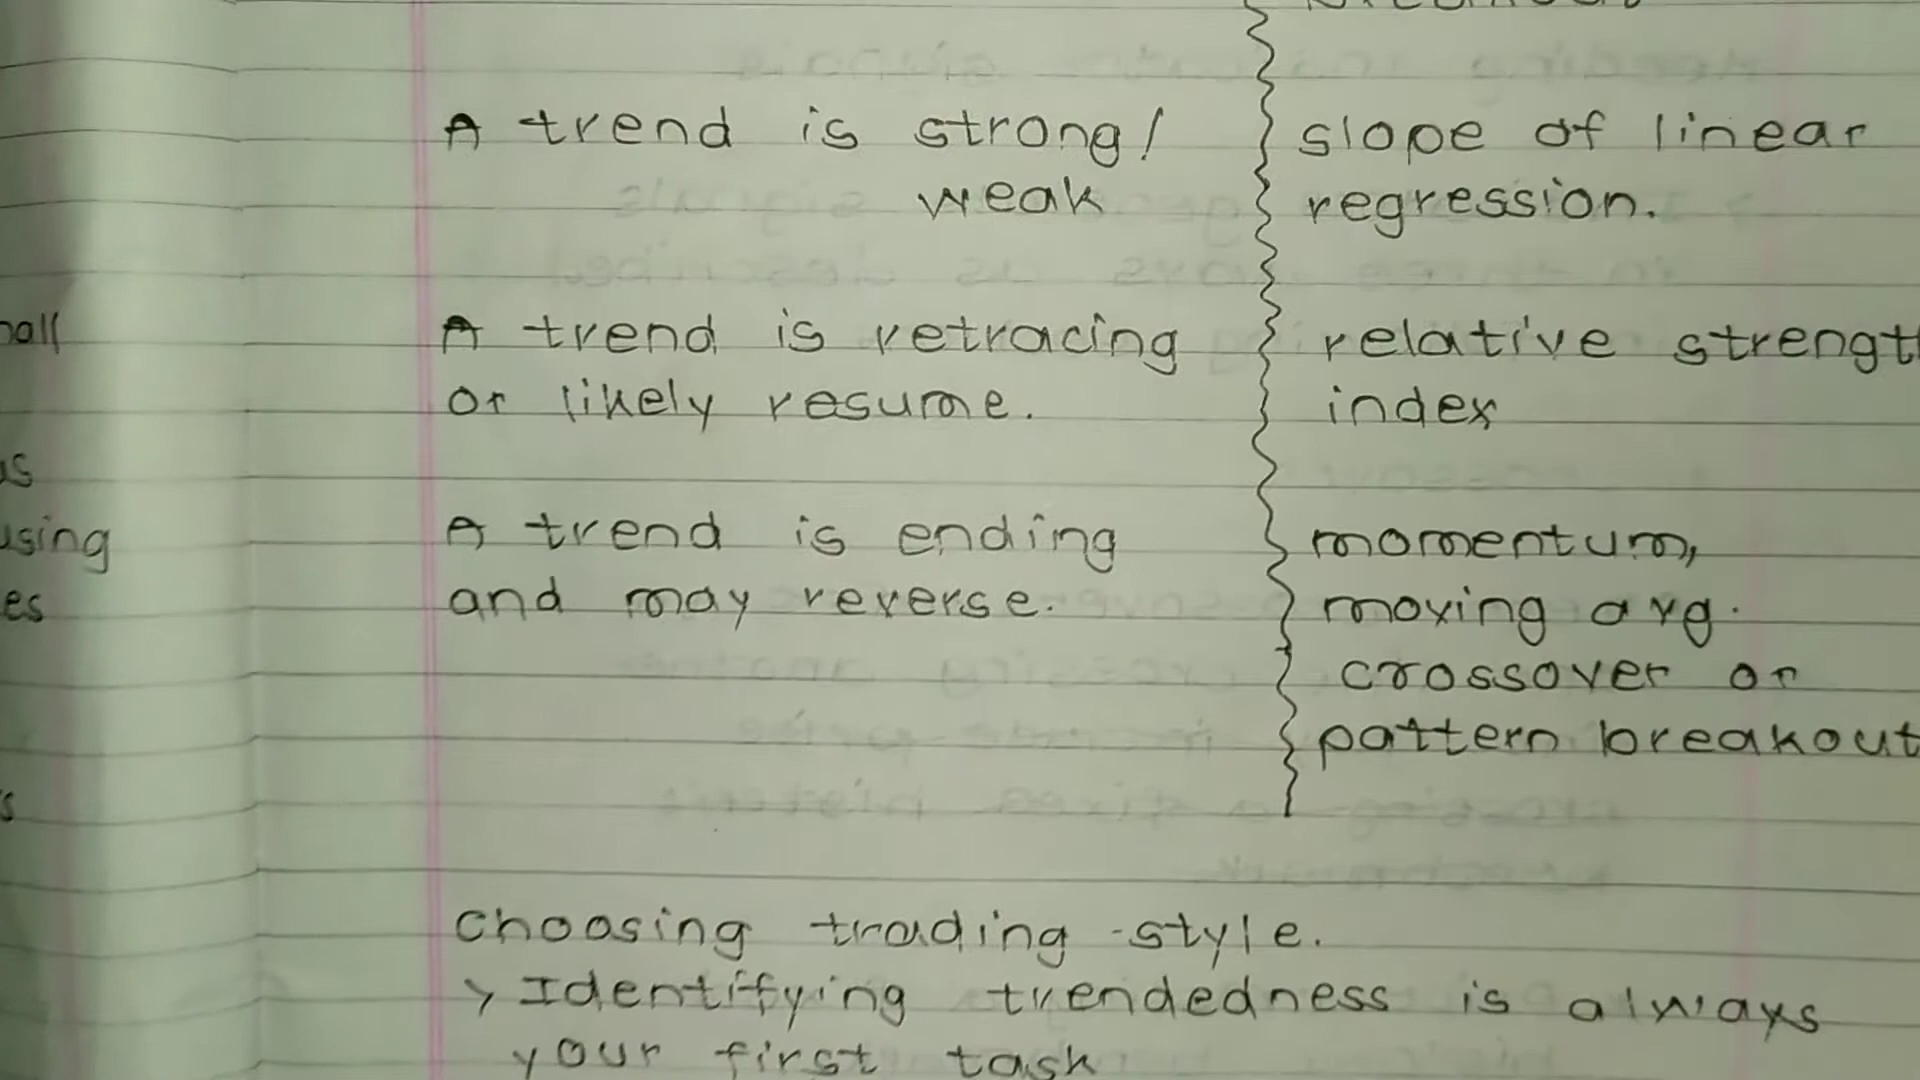 A trend is strong/
weak
slope of linear
regression.
A trend is retracing
or likely resume.
relative strengt
index
A trend is ending
and may reverse.
momentum,
moving avg.
crossover or
pattern breakout
choosing trading style.
> Identifying trendedness is always
your first task